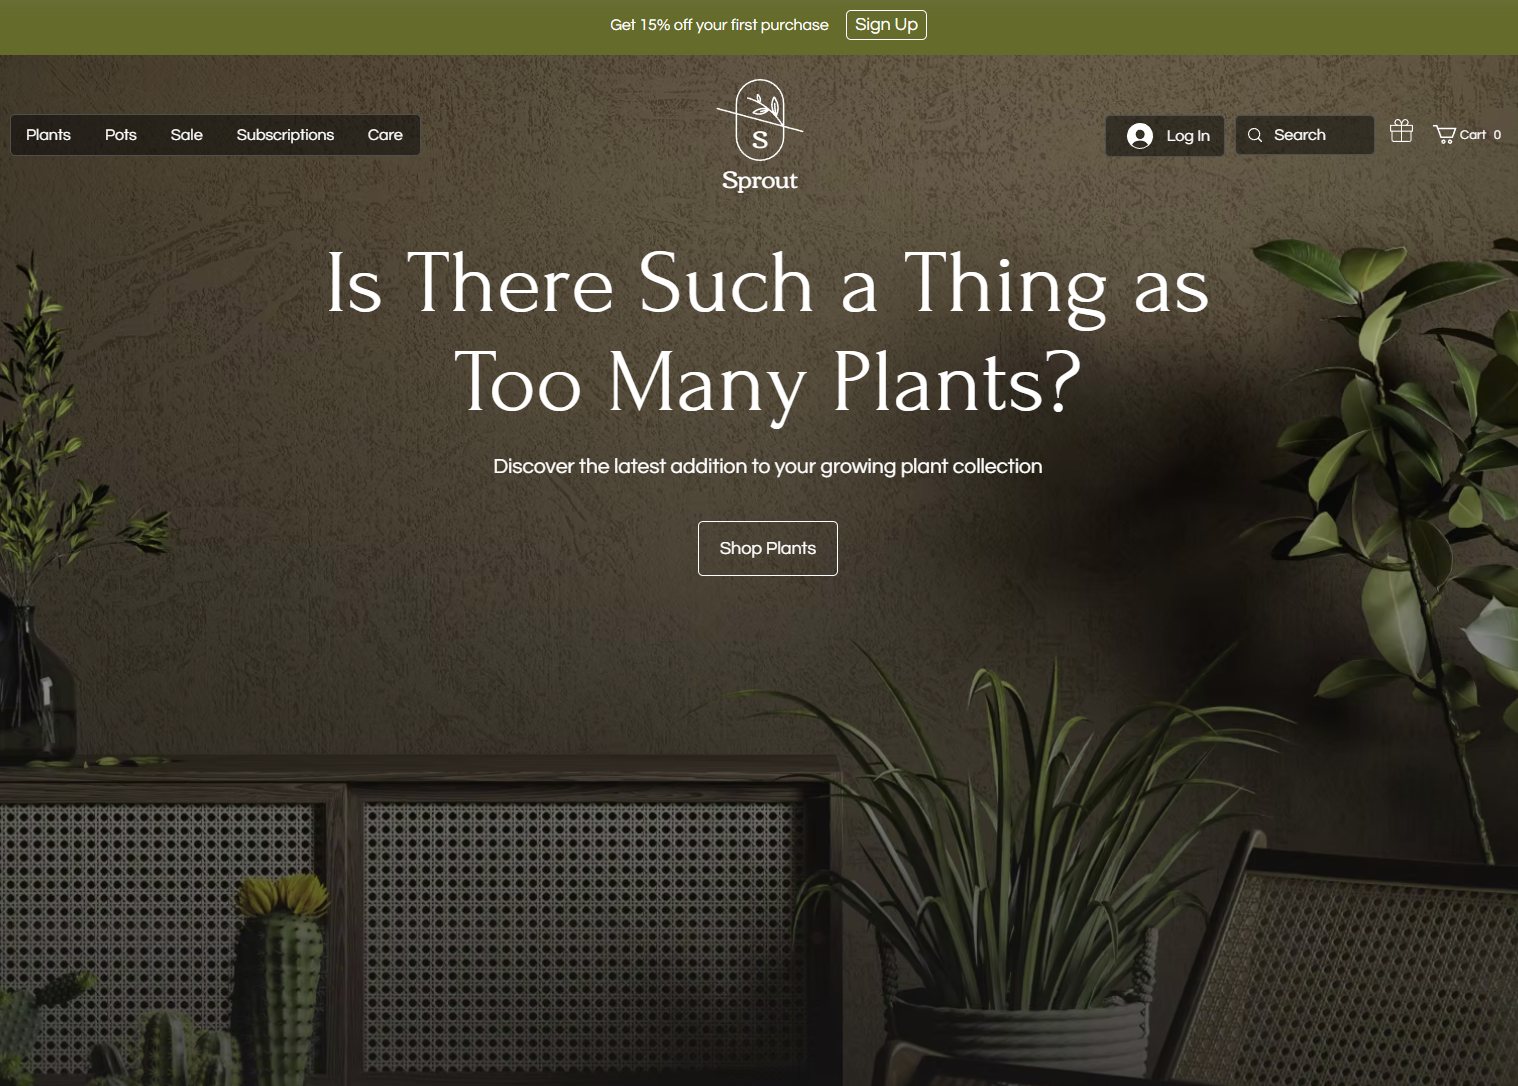 Get 15% off your first purchase Sign Up
Plants Pots Sale Subscriptions Care
S
Sprout
Log In Search Cart 0
Is There Such a Thing as
Too Many Plants?
Discover the latest addition to your growing plant collection
Shop Plants